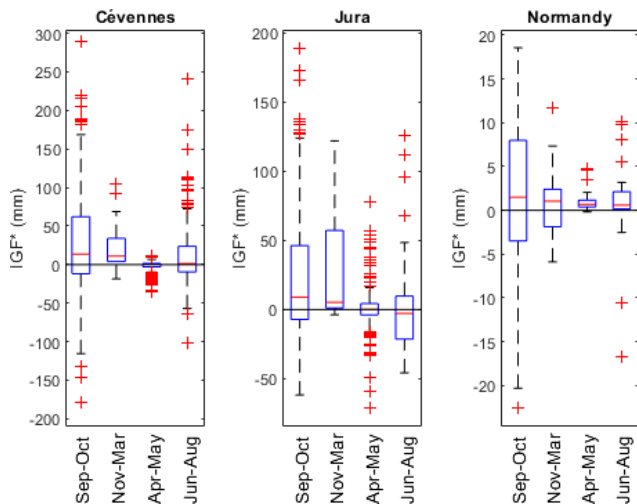 Cévennes
300
250
200
150
100
50
0
-50
-100
-150
-200
IGF* (mm)
Sep-Oct
Nov-Mar
Apr-May
Jun-Aug
Jura
200
150
100
50
0
-50
IGF* (mm)
Sep-Oct
Nov-Mar
Apr-May
Jun-Aug
Normandy
20
15
10
5
0
-5
-10
-15
-20
IGF* (mm)
Sep-Oct
Nov-Mar
Apr-May
Jun-Aug